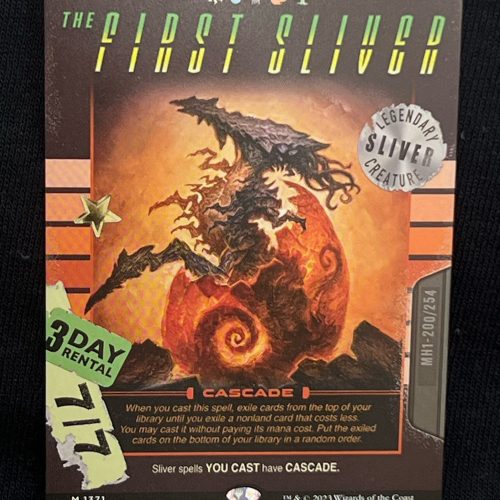 THE FIRST SLIVER
LEGENDARY
SLIVER
CREATURE
MH1-200/254
3 DAY
RENTAL
7/7
CASCADE
When you cast this spell, exile cards from the top of your
library until you exile a nonland card that costs less.
You may cast it without paying its mana cost. Put the exiled
cards on the bottom of your library in a random order.
Sliver spells YOU CAST have CASCADE.
M 1371
™ & © 2023 Wizards of the Coast